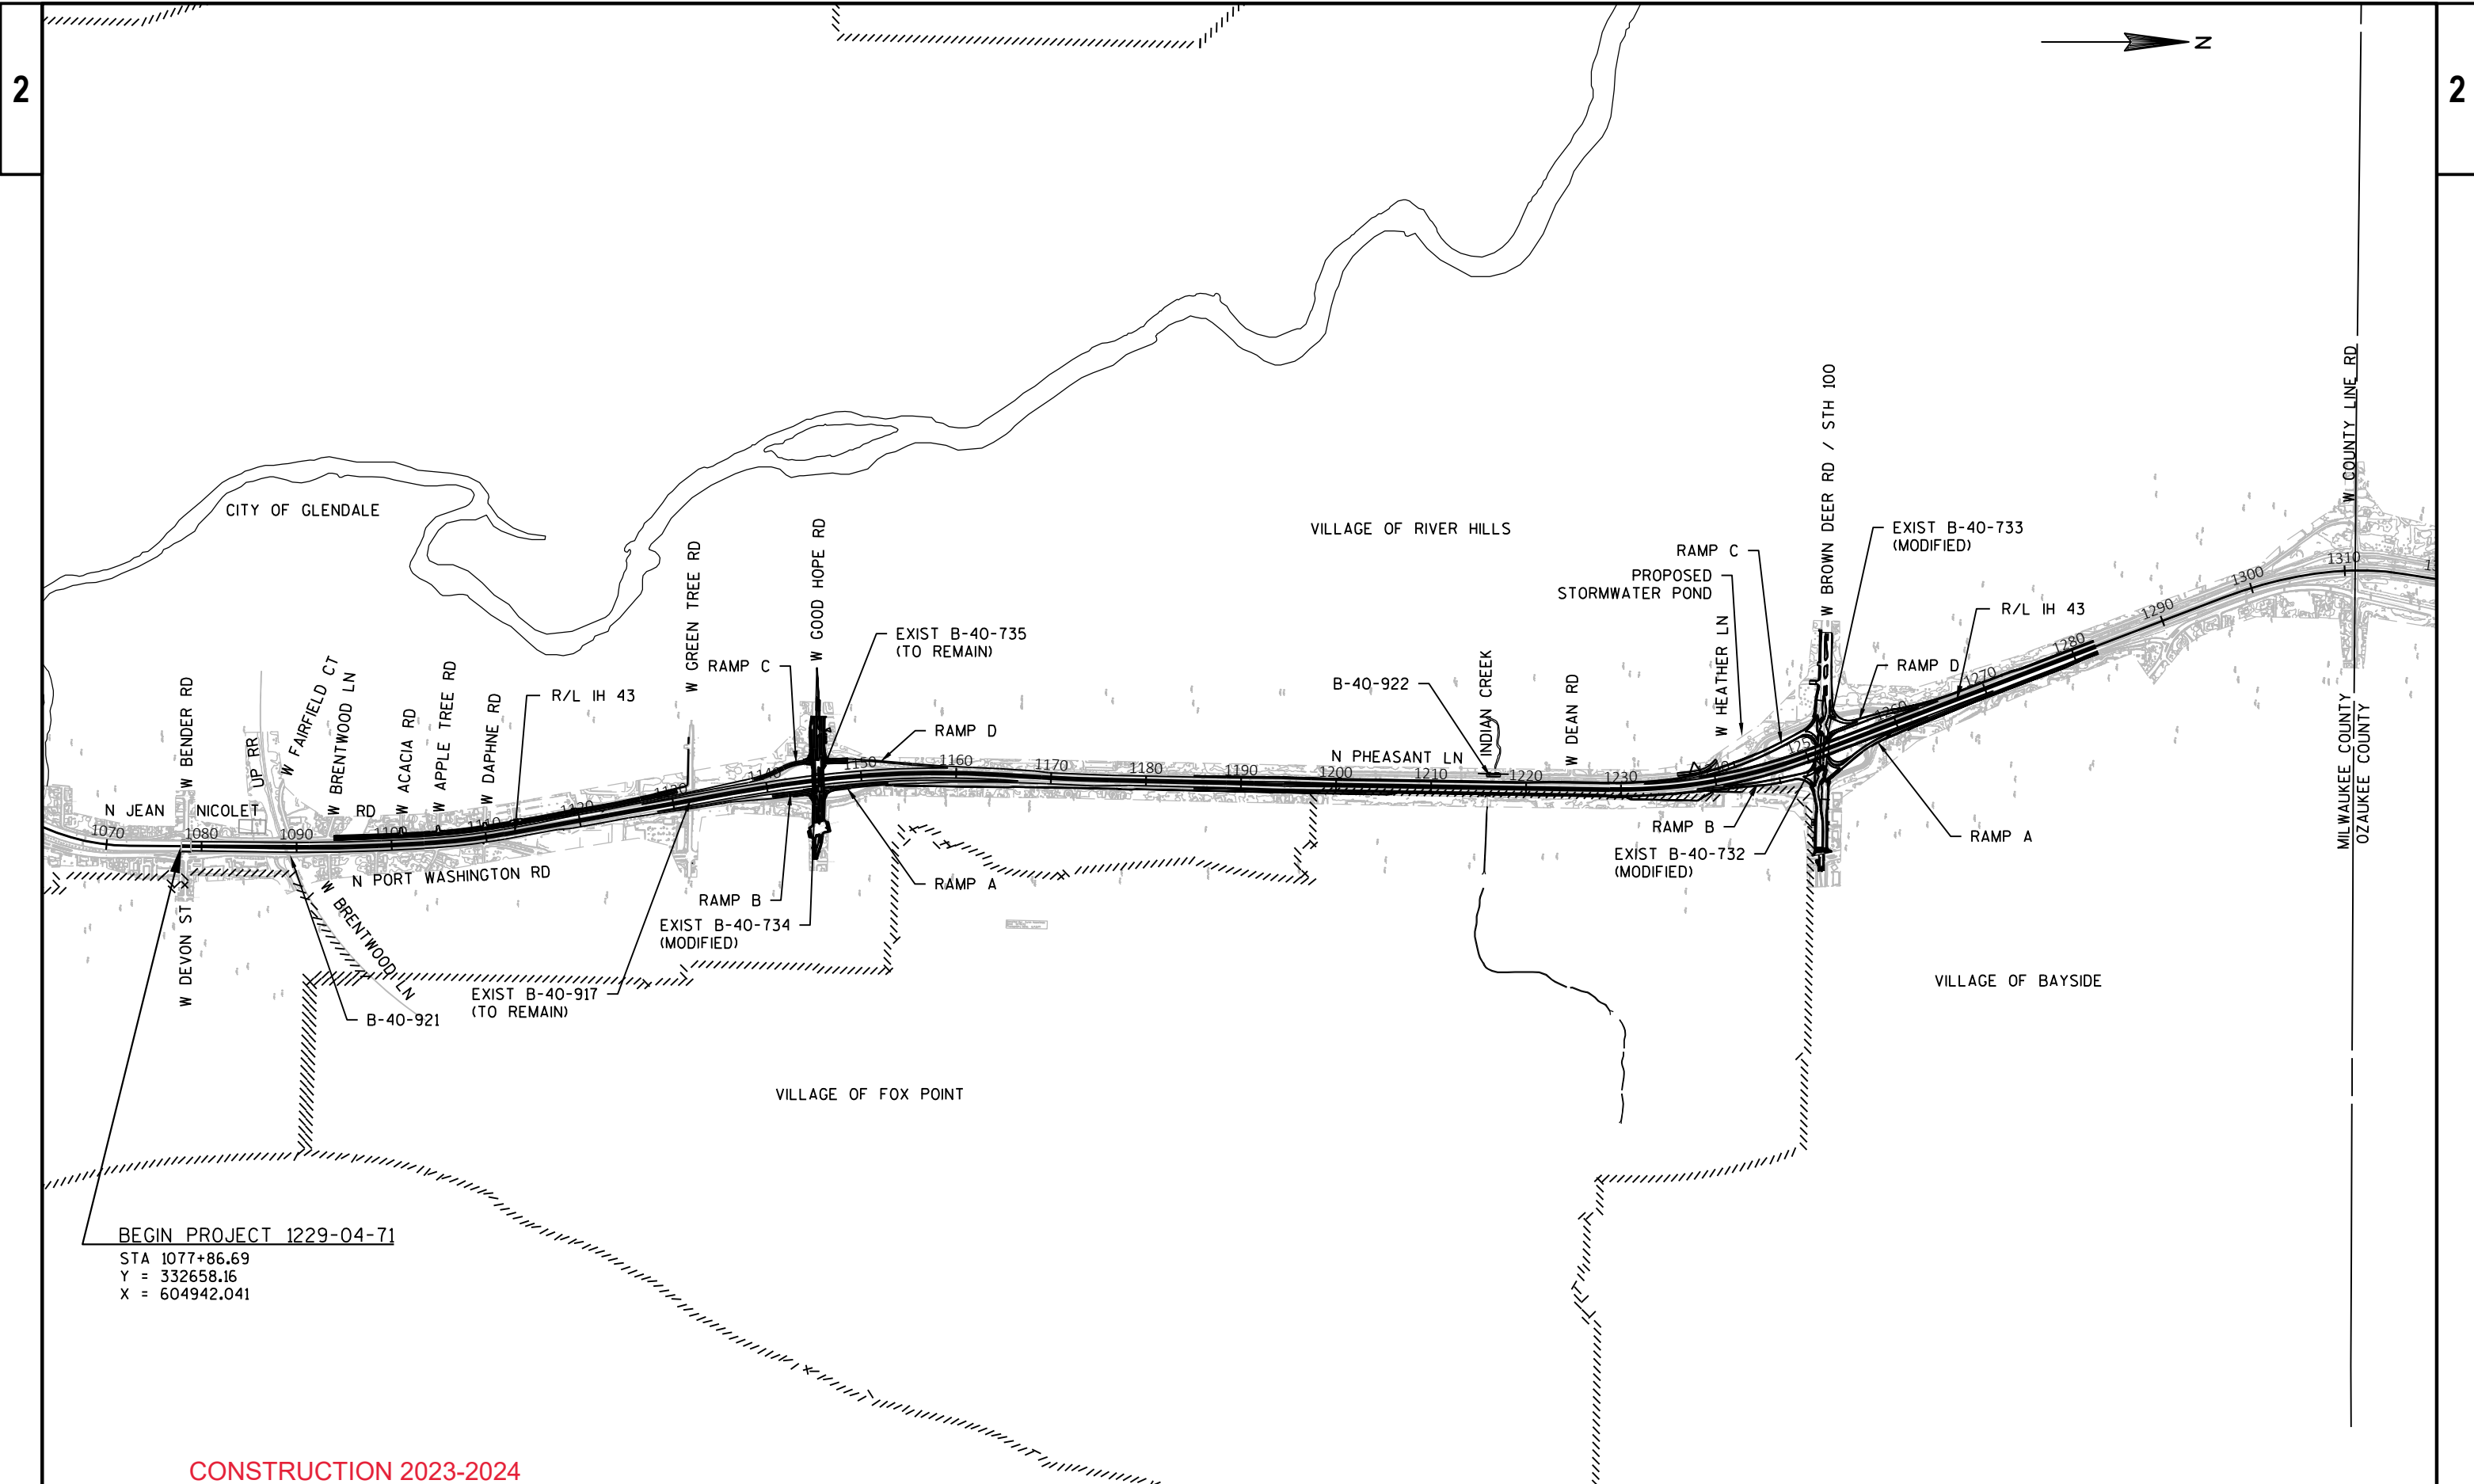 2
2
N
CITY OF GLENDALE
VILLAGE OF RIVER HILLS
W BENDER RD
UP RR
W FAIRFIELD CT
W BRENTWOOD LN
W ACACIA RD
W APPLE TREE RD
W DAPHNE RD
R/L IH 43
W GREEN TREE RD
RAMP C
W GOOD HOPE RD
EXIST B-40-735
(TO REMAIN)
RAMP D
B-40-922
INDIAN CREEK
W DEAN RD
N PHEASANT LN
RAMP C
PROPOSED
STORMWATER POND
W HEATHER LN
W BROWN DEER RD / STH 100
EXIST B-40-733
(MODIFIED)
R/L IH 43
RAMP D
W COUNTY LINE RD
MILWAUKEE COUNTY
OZAUKEE COUNTY
N JEAN NICOLET RD
1070
1080
1090
1100
1110
1120
1130
1140
1150
1160
1170
1180
1190
1200
1210
1220
1230
1260
1270
1280
1290
1300
1310
N PORT WASHINGTON RD
W DEVON ST
W BRENTWOOD LN
B-40-921
EXIST B-40-917
(TO REMAIN)
RAMP B
EXIST B-40-734
(MODIFIED)
RAMP A
RAMP B
EXIST B-40-732
(MODIFIED)
RAMP A
VILLAGE OF BAYSIDE
VILLAGE OF FOX POINT
BEGIN PROJECT 1229-04-71
STA 1077+86.69
Y = 332658.16
X = 604942.041
CONSTRUCTION 2023-2024